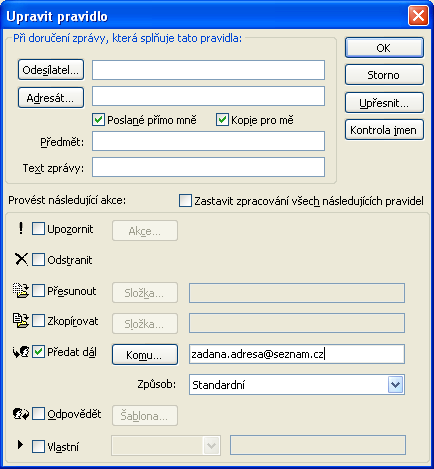 Upravit pravidlo
Při doručení zprávy, která splňuje tato pravidla:
OK
Odesílatel...
Storno
Adresát...
Upřesnit...
Poslané přímo mně Kopie pro mě
Kontrola jmen
Předmět:
Text zprávy:
Provést následující akce: Zastavit zpracování všech následujících pravidel
! Upozornit Akce...
Odstranit
Přesunout Složka...
Zkopírovat Složka...
Předat dál Komu... zadana.adresa@seznam.cz
Způsob: Standardní
Odpovědět Šablona...
Vlastní